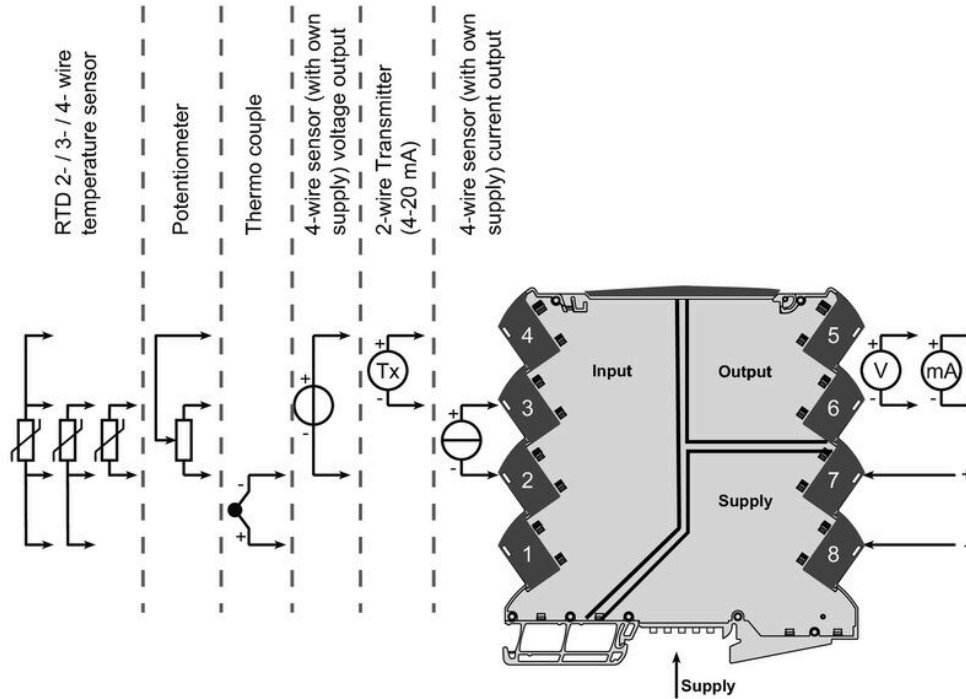 RTD 2- / 3- / 4- wire
temperature sensor
Potentiometer
Thermo couple
4-wire sensor (with own
supply) voltage output
2-wire Transmitter
(4-20 mA)
4-wire sensor (with own
supply) current output
4
3
2
1
5
6
7
8
Input
Output
Supply
+
-
+
Tx
-
+
-
-
+
+
V
-
+
mA
-
Supply